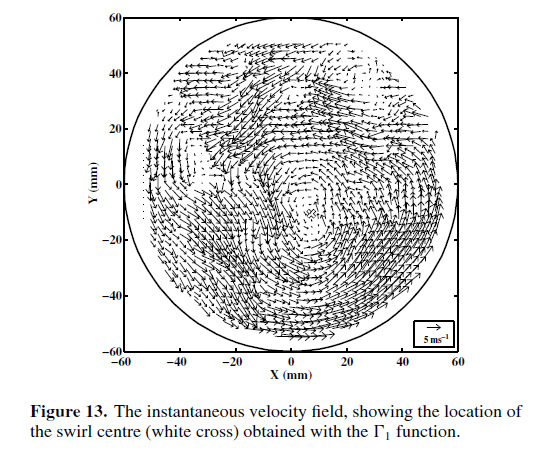 60
40
20
0
−20
−40
−60
−60 −40 −20 0 20 40 60
Y (mm)
X (mm)
5 ms⁻¹
Figure 13. The instantaneous velocity field, showing the location of
the swirl centre (white cross) obtained with the Γ₁ function.